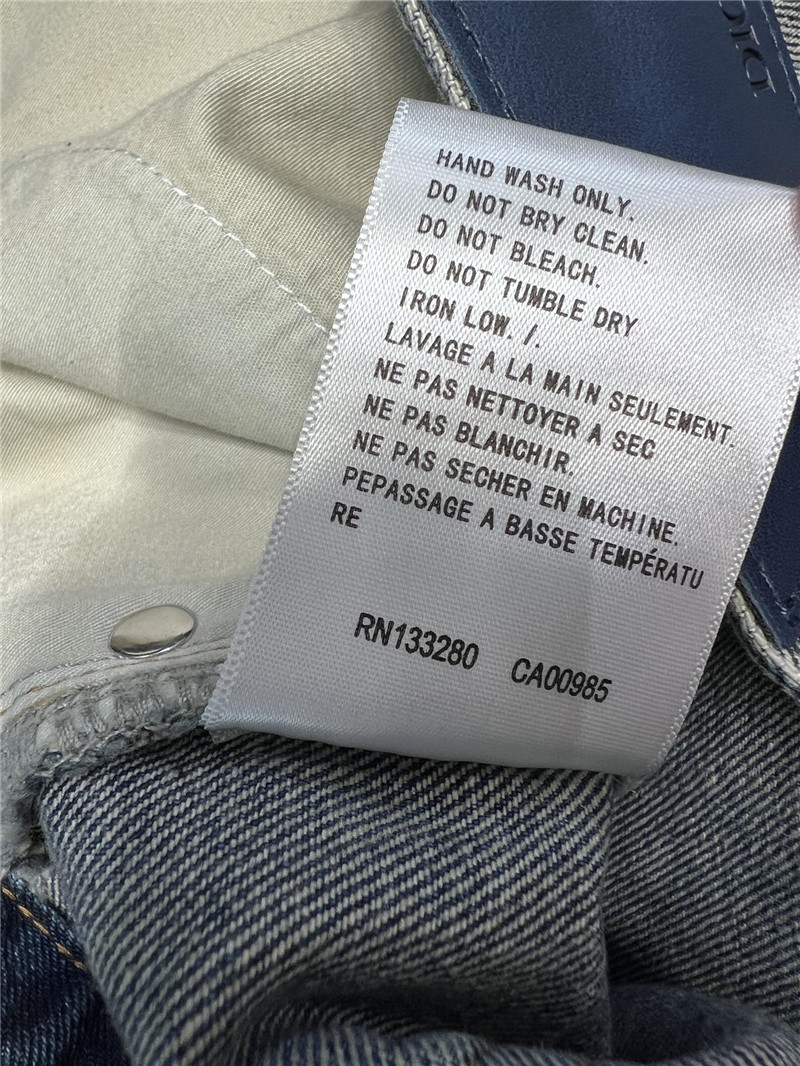 DIO
HAND WASH ONLY.
DO NOT BRY CLEAN.
DO NOT BLEACH.
DO NOT TUMBLE DRY
IRON LOW. /.
LAVAGE A LA MAIN SEULEMENT.
NE PAS NETTOYER A SEC
NE PAS BLANCHIR.
NE PAS SECHER EN MACHINE.
PEPASSAGE A BASSE TEMPÉRATU
RE
RN133280 CA00985